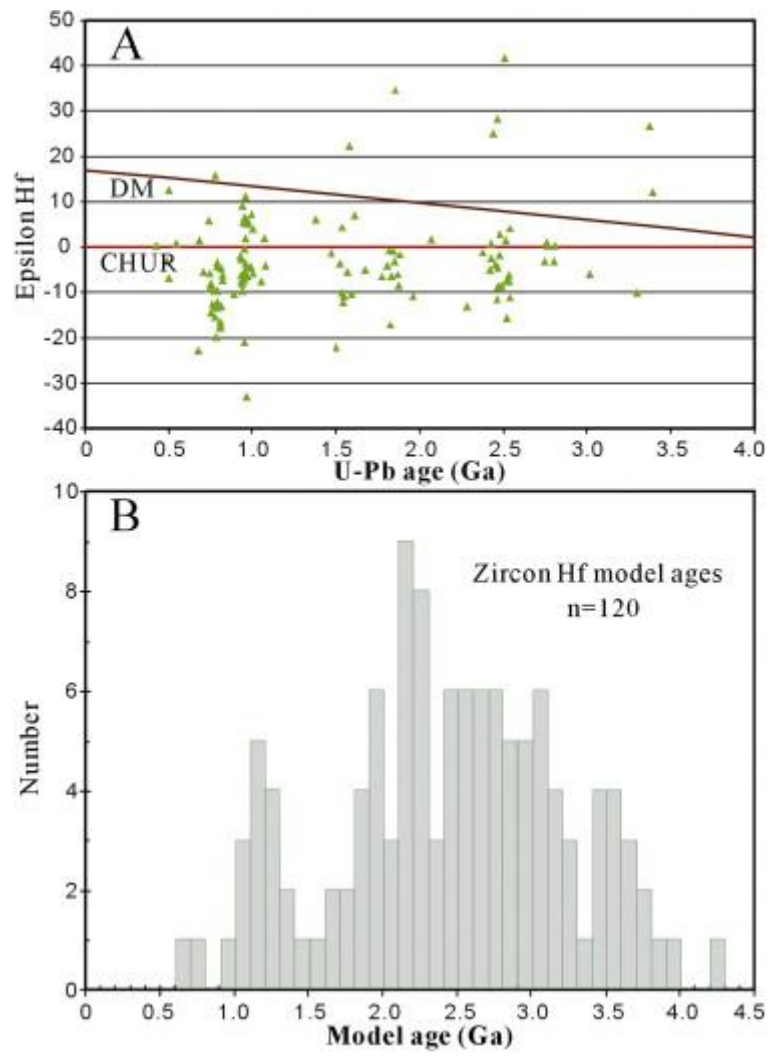 A
50
40
30
20
10
0
-10
-20
-30
-40
Epsilon Hf
DM
CHUR
0 0.5 1.0 1.5 2.0 2.5 3.0 3.5 4.0
U-Pb age (Ga)
B
Zircon Hf model ages
n=120
10
8
6
4
2
0
Number
0 0.5 1.0 1.5 2.0 2.5 3.0 3.5 4.0 4.5
Model age (Ga)